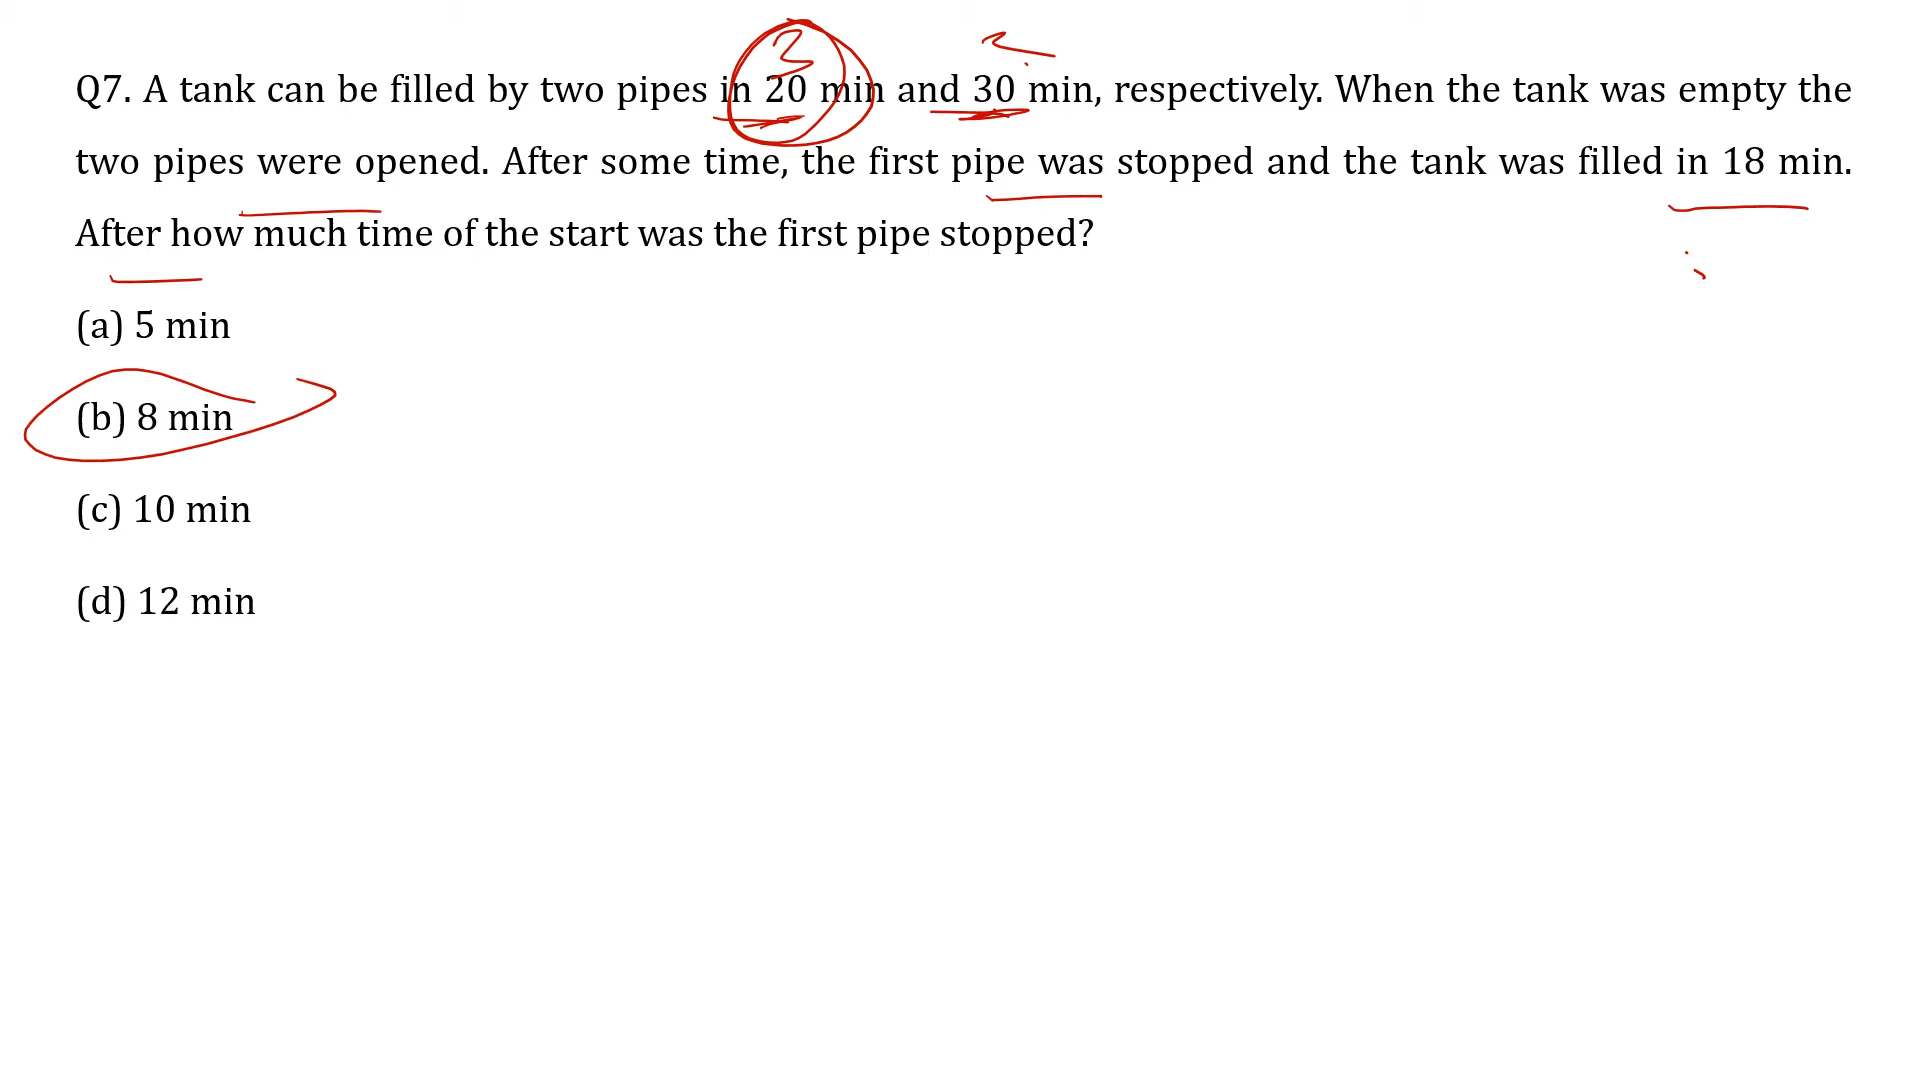 3 2
Q7. A tank can be filled by two pipes in 20 min and 30 min, respectively. When the tank was empty the
two pipes were opened. After some time, the first pipe was stopped and the tank was filled in 18 min.
After how much time of the start was the first pipe stopped?
(a) 5 min
(b) 8 min
(c) 10 min
(d) 12 min